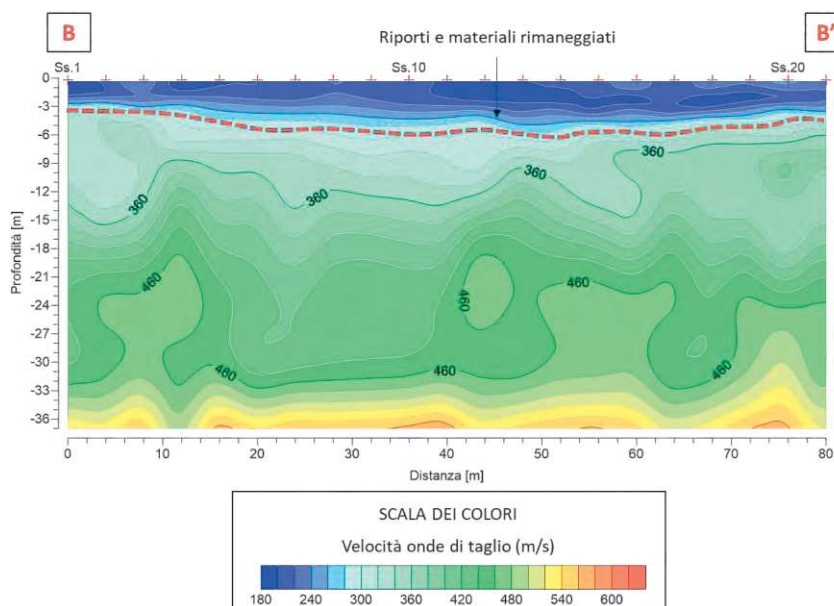 B
B'
Riporti e materiali rimaneggiati
Ss.1
Ss.10
Ss.20
0
-3
-6
-9
-12
-15
-18
-21
-24
-27
-30
-33
-36
Profondità [m]
360
360
360
360
460
460
460
460
460
460
0
10
20
30
40
50
60
70
80
Distanza [m]
SCALA DEI COLORI
Velocità onde di taglio (m/s)
180 240 300 360 420 480 540 600